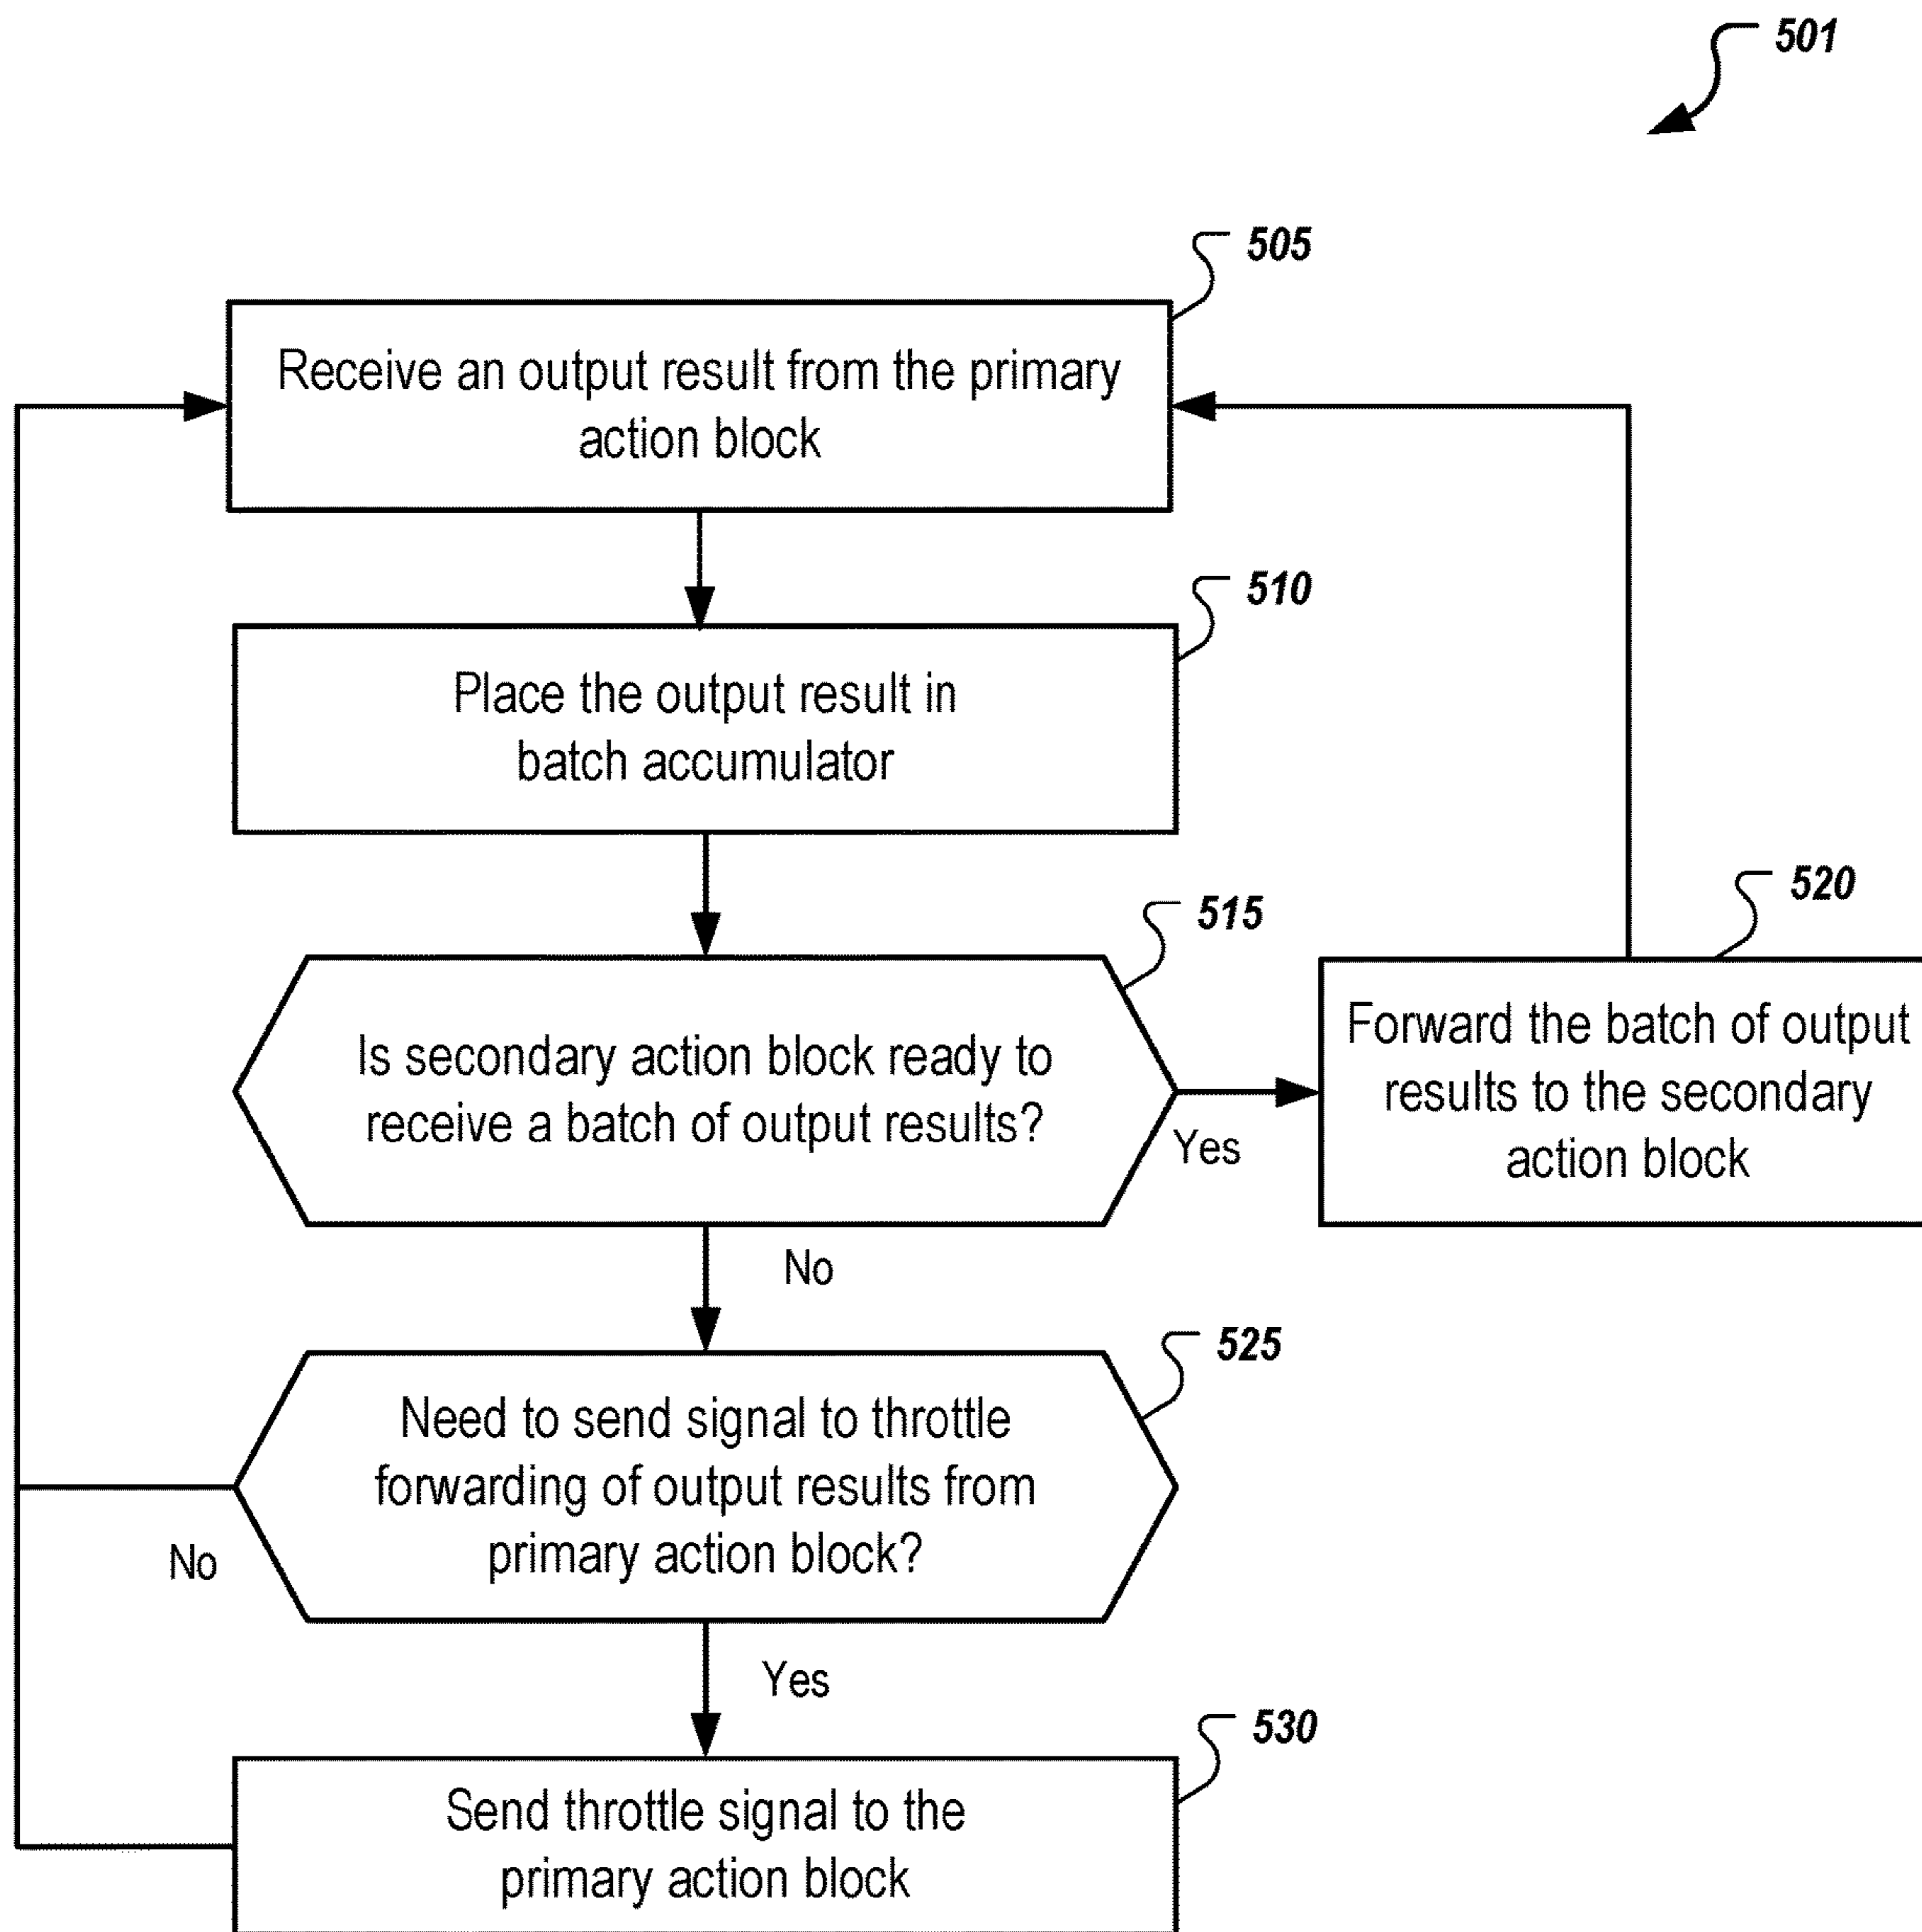 501
505
Receive an output result from the primary
action block
510
Place the output result in
batch accumulator
515
520
Is secondary action block ready to
receive a batch of output results?
Yes
Forward the batch of output
results to the secondary
action block
No
525
Need to send signal to throttle
forwarding of output results from
primary action block?
No
Yes
530
Send throttle signal to the
primary action block